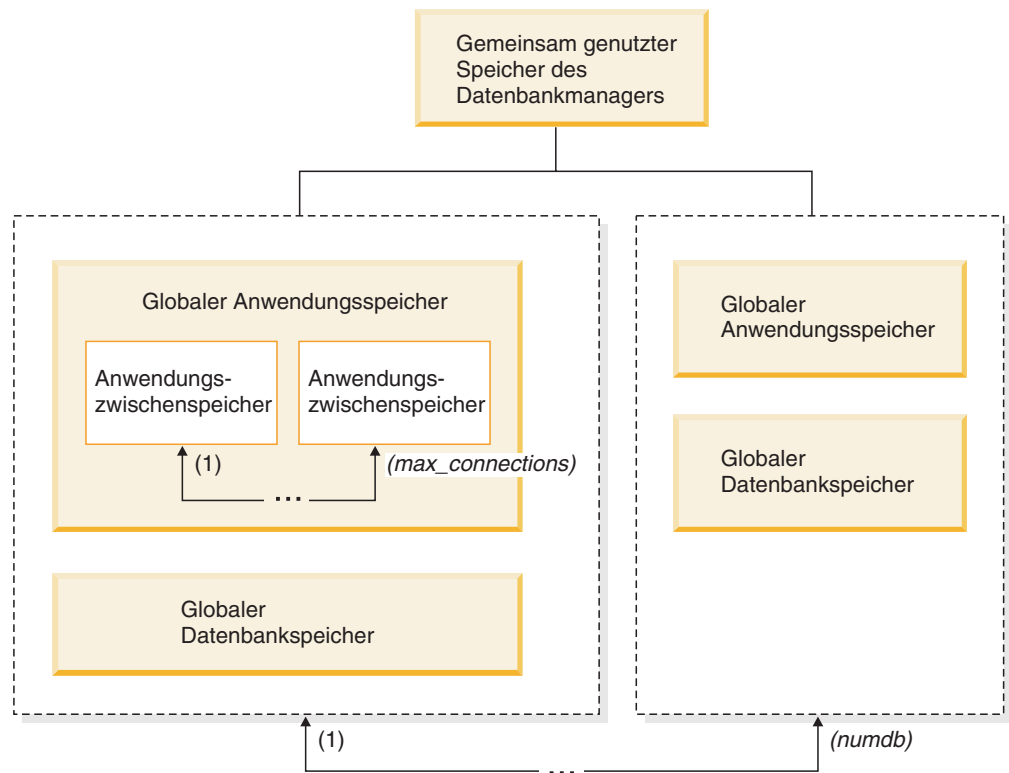 Gemeinsam genutzter
Speicher des
Datenbankmanagers
Globaler Anwendungsspeicher
Anwendungs-
zwischenspeicher
Anwendungs-
zwischenspeicher
(1)
(max_connections)
...
Globaler
Datenbankspeicher
Globaler
Anwendungsspeicher
Globaler
Datenbankspeicher
(1)
(numdb)
...